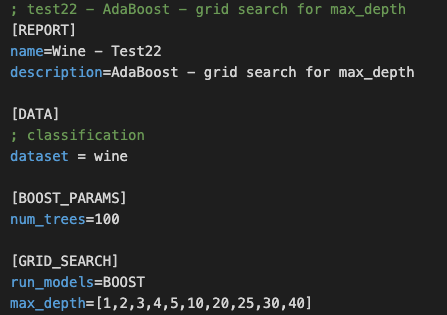 ; test22 - AdaBoost - grid search for max_depth
[REPORT]
name=Wine - Test22
description=AdaBoost - grid search for max_depth
[DATA]
; classification
dataset = wine
[BOOST_PARAMS]
num_trees=100
[GRID_SEARCH]
run_models=BOOST
max_depth=[1,2,3,4,5,10,20,25,30,40]